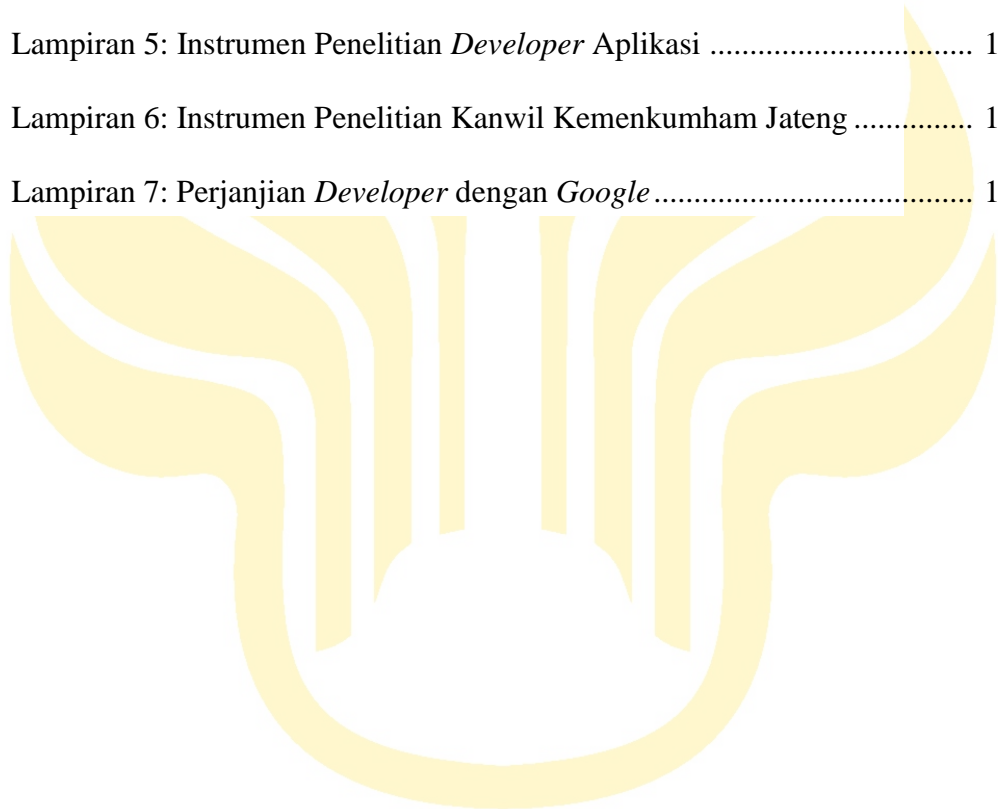 Lampiran 5: Instrumen Penelitian Developer Aplikasi ................................. 1
Lampiran 6: Instrumen Penelitian Kanwil Kemenkumham Jateng ............... 1
Lampiran 7: Perjanjian Developer dengan Google ........................................ 1